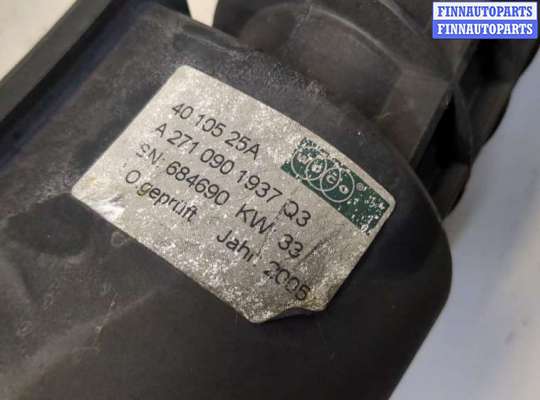 FINNAUTOPARTS
FINNAUTOPARTS
40 105 25A
A 271 090 1937 Q3
SN: 684690 KW 33
O geprüft Jahr 2005